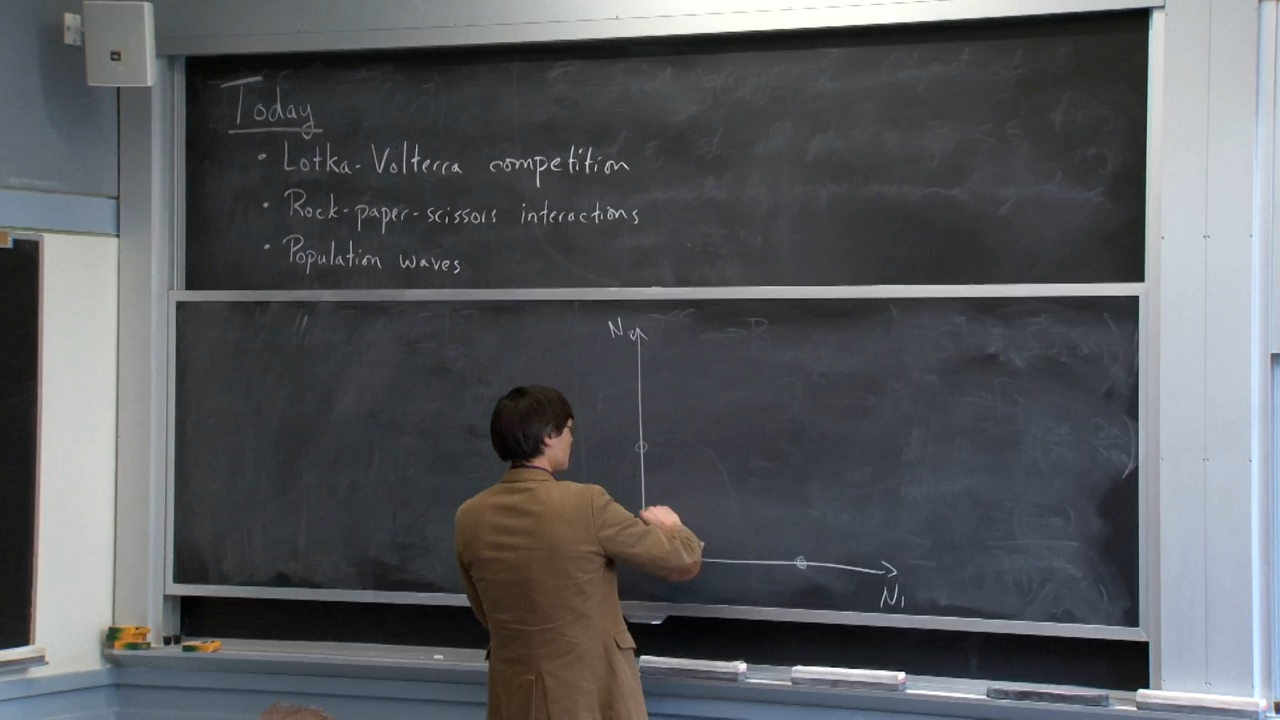 Today
• Lotka-Volterra competition
• Rock-paper-scissors interactions
• Population waves
N₂
N₁